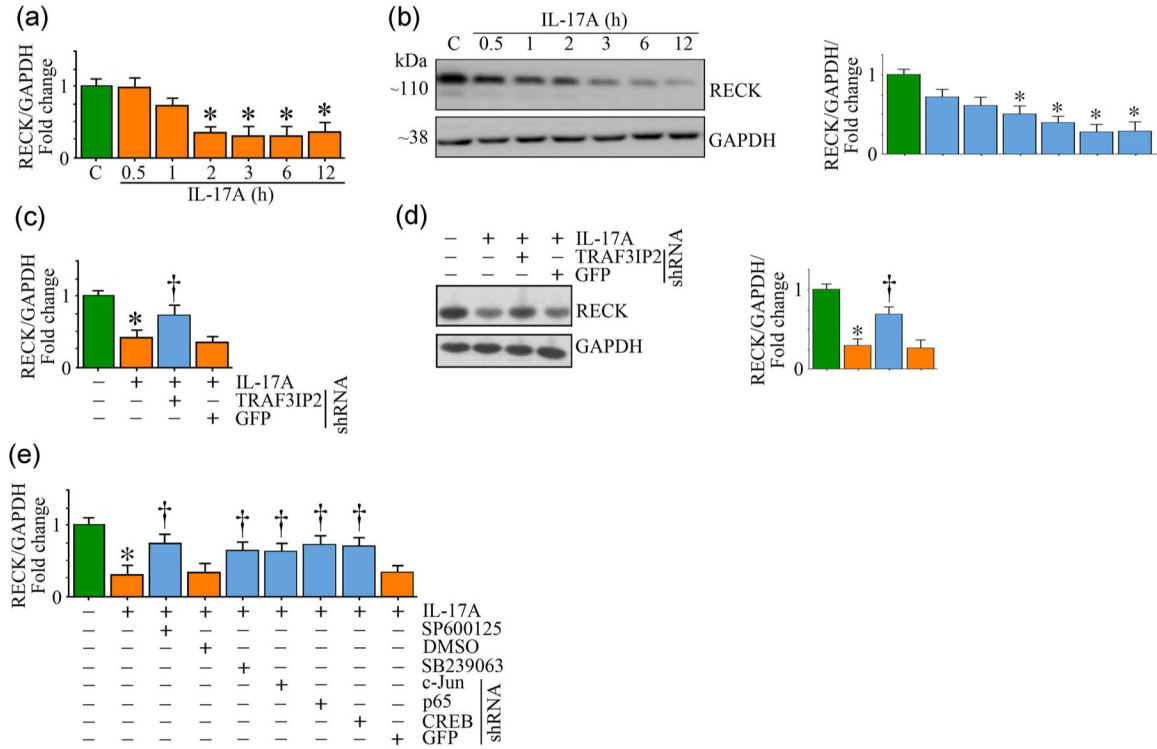 (a)
RECK/GAPDH
Fold change
1
0
* * * *
C 0.5 1 2 3 6 12
IL-17A (h)
(b)
IL-17A (h)
C 0.5 1 2 3 6 12
kDa
~110
RECK
~38
GAPDH
RECK/GAPDH/
Fold change
1
0
* * * *
(c)
RECK/GAPDH
Fold change
1
0
* †
– + + + IL-17A
– – + – TRAF3IP2
– – – + GFP
shRNA
(d)
– + + + IL-17A
– – + – TRAF3IP2
– – – + GFP
shRNA
RECK
GAPDH
RECK/GAPDH/
Fold change
1
0
* †
(e)
RECK/GAPDH
Fold change
1
0
* † † † † †
– + + + + + + + + IL-17A
– – + – – – – – – SP600125
– – – + – – – – – DMSO
– – – – + – – – – SB239063
– – – – – + – – – c-Jun
– – – – – – + – – p65
– – – – – – – + – CREB
– – – – – – – – + GFP
shRNA